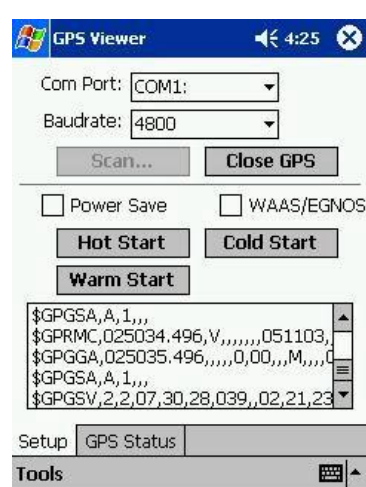 GPS Viewer 4:25
Com Port: COM1:
Baudrate: 4800
Scan... Close GPS
Power Save WAAS/EGNOS
Hot Start Cold Start
Warm Start
$GPGSA,A,1,,,
$GPRMC,025034.496,V,,,,,,,051103,
$GPGGA,025035.496,,,,,0,00,,,M,,,,0
$GPGSA,A,1,,,
$GPGSV,2,2,07,30,28,039,,02,21,23
Setup GPS Status
Tools